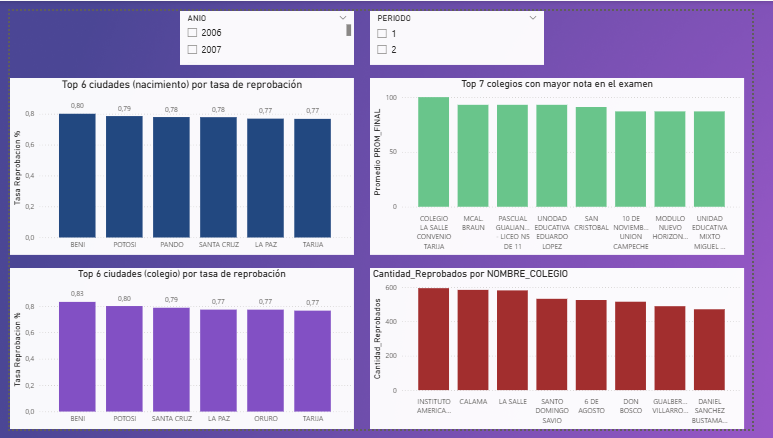 ANIO
2006
2007
PERIODO
1
2
Top 6 ciudades (nacimiento) por tasa de reprobación
Tasa Reprobacion %
0,8
0,6
0,4
0,2
0,0
0,80
0,79
0,78
0,78
0,77
0,77
BENI
POTOSI
PANDO
SANTA CRUZ
LA PAZ
TARIJA
Top 7 colegios con mayor nota en el examen
Promedio PROM_FINAL
100
50
0
COLEGIO
LA SALLE
CONVENIO
TARIJA
MCAL.
BRAUN
PASCUAL
GUALIAN...
- LICEO NS
DE 11
UNODAD
EDUCATIVA
EDUARDO
LOPEZ
SAN
CRISTOBAL
10 DE
NOVIEMB...
UNION
CAMPECHE
MODULO
NUEVO
HORIZON...
UNIDAD
EDUCATIVA
MIXTO
MIGUEL ...
Top 6 ciudades (colegio) por tasa de reprobación
Tasa Reprobacion %
0,8
0,6
0,4
0,2
0,0
0,83
0,80
0,79
0,77
0,77
0,77
BENI
POTOSI
SANTA CRUZ
LA PAZ
ORURO
TARIJA
Cantidad_Reprobados por NOMBRE_COLEGIO
Cantidad_Reprobados
600
400
200
0
INSTITUTO
AMERICA...
CALAMA
LA SALLE
SANTO
DOMINGO
SAVIO
6 DE
AGOSTO
DON
BOSCO
GUALBER...
VILLARRO...
DANIEL
SANCHEZ
BUSTAMA...